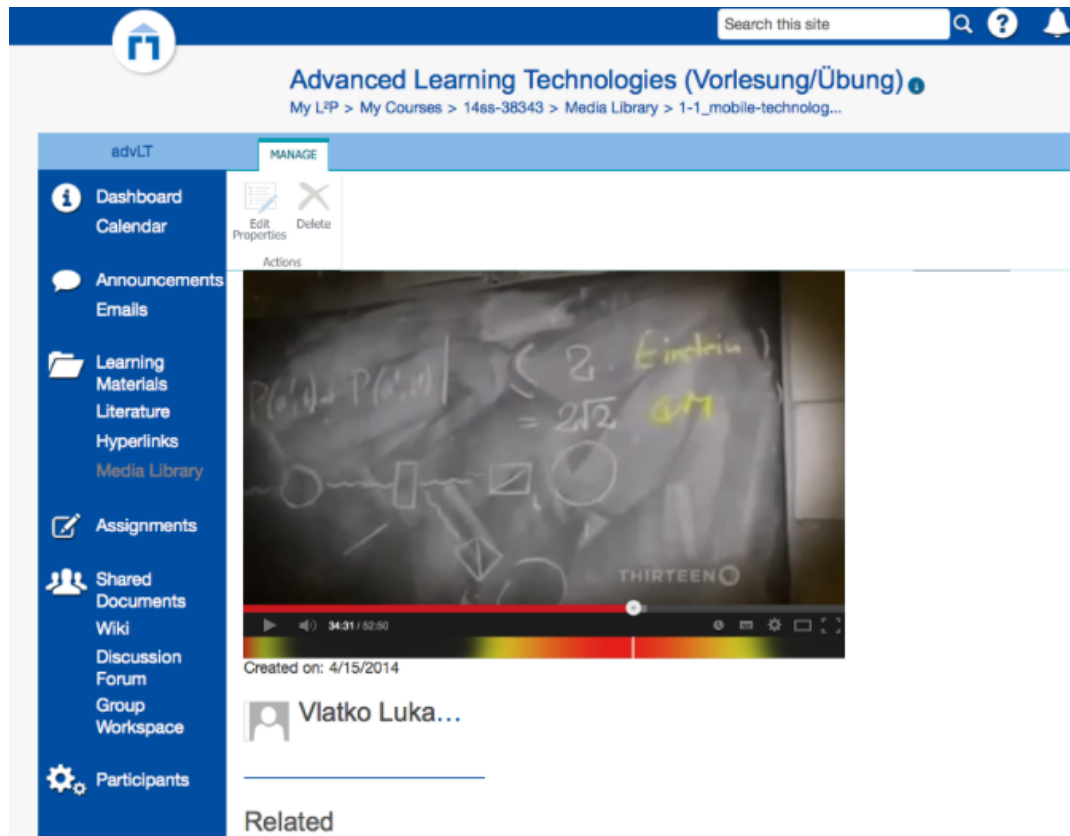 Search this site
?
Advanced Learning Technologies (Vorlesung/Übung) i
My L²P > My Courses > 14ss-38343 > Media Library > 1-1_mobile-technolog...
advLT
MANAGE
Dashboard
Calendar
Announcements
Emails
Learning
Materials
Literature
Hyperlinks
Media Library
Assignments
Shared
Documents
Wiki
Discussion
Forum
Group
Workspace
Participants
Edit
Properties
Delete
Actions
2. Einstein )
= 2√2 QM
THIRTEEN
34:31 / 52:50
Created on: 4/15/2014
Vlatko Luka...
Related